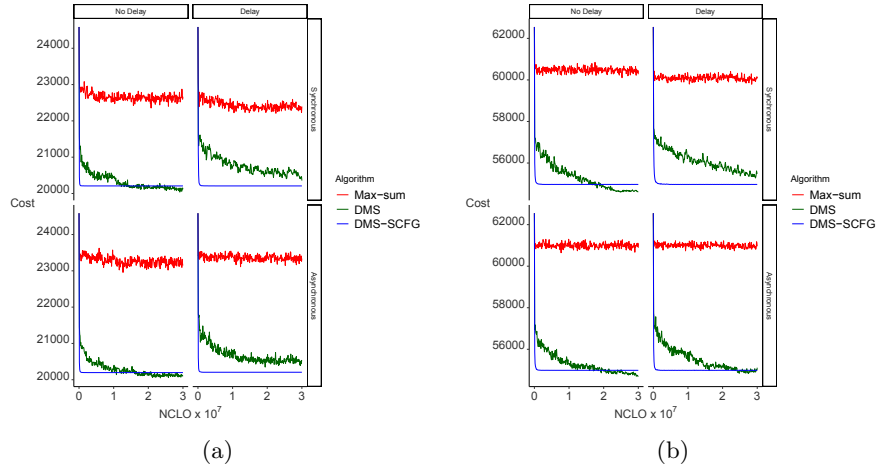 No Delay
Delay
24000
23000
22000
21000
20000
Synchronous
Cost
24000
23000
22000
21000
20000
Asynchronous
0 1 2 3 0 1 2 3
NCLO x 10^7
Algorithm
Max−sum
DMS
DMS−SCFG
(a)
No Delay
Delay
62000
60000
58000
56000
Synchronous
Cost
62000
60000
58000
56000
Asynchronous
0 1 2 3 0 1 2 3
NCLO x 10^7
Algorithm
Max−sum
DMS
DMS−SCFG
(b)